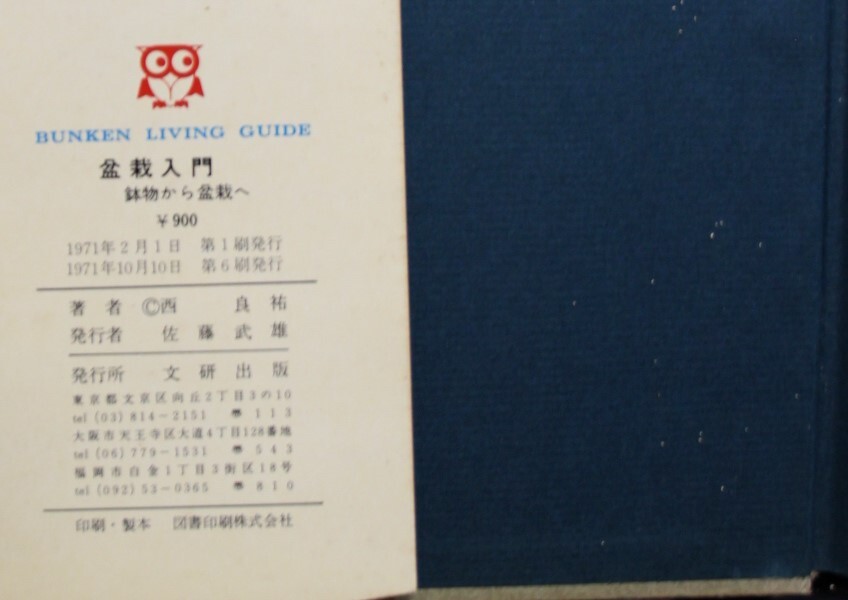 BUNKEN LIVING GUIDE
盆栽入門
鉢物から盆栽へ
￥900
1971年2月1日 第1刷発行
1971年10月10日 第6刷発行
著者 ©西 良祐
発行者 佐藤武雄
発行所 文研出版
東京都文京区向丘2丁目3の10
tel (03) 814-2151 〠 113
大阪市天王寺区大道4丁目128番地
tel (06) 779-1531 〠 543
福岡市白金1丁目3街区18号
tel (092) 53-0365 〠 810
印刷・製本 図書印刷株式会社